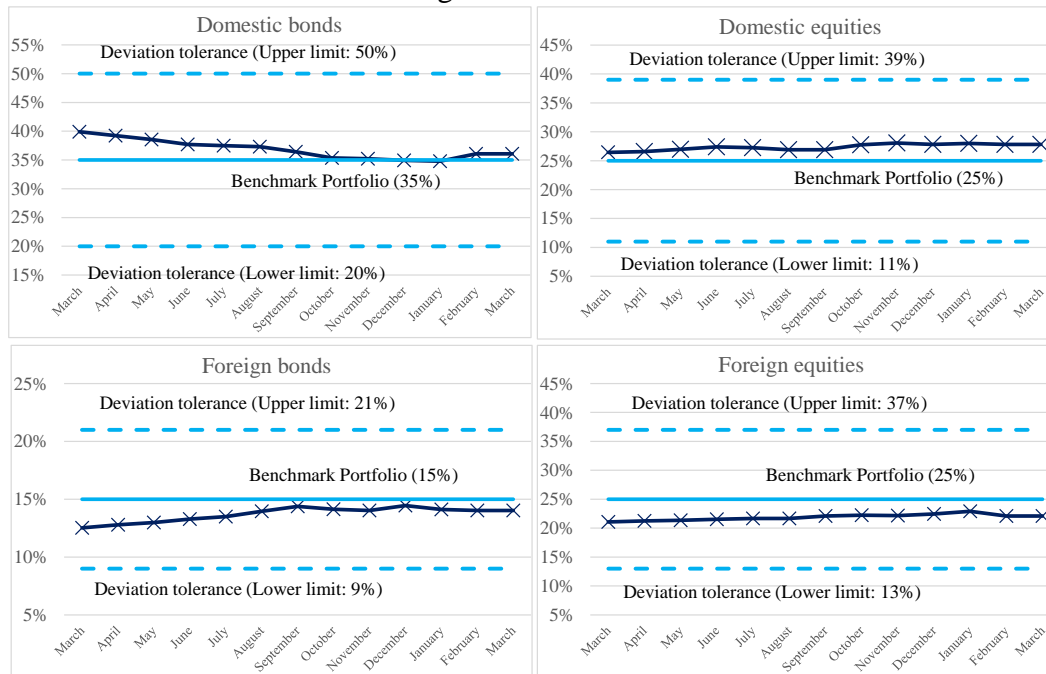 Domestic bonds
Deviation tolerance (Upper limit: 50%)
55%
50%
45%
40%
35%
Benchmark Portfolio (35%)
30%
25%
20%
Deviation tolerance (Lower limit: 20%)
15%
March
April
May
June
July
August
September
October
November
December
January
February
March
Domestic equities
45%
Deviation tolerance (Upper limit: 39%)
40%
35%
30%
25%
Benchmark Portfolio (25%)
20%
15%
10%
Deviation tolerance (Lower limit: 11%)
5%
March
April
May
June
July
August
September
October
November
December
January
February
March
Foreign bonds
25%
Deviation tolerance (Upper limit: 21%)
20%
Benchmark Portfolio (15%)
15%
10%
Deviation tolerance (Lower limit: 9%)
5%
March
April
May
June
July
August
September
October
November
December
January
February
March
Foreign equities
45%
Deviation tolerance (Upper limit: 37%)
40%
35%
30%
Benchmark Portfolio (25%)
25%
20%
15%
10%
Deviation tolerance (Lower limit: 13%)
5%
March
April
May
June
July
August
September
October
November
December
January
February
March